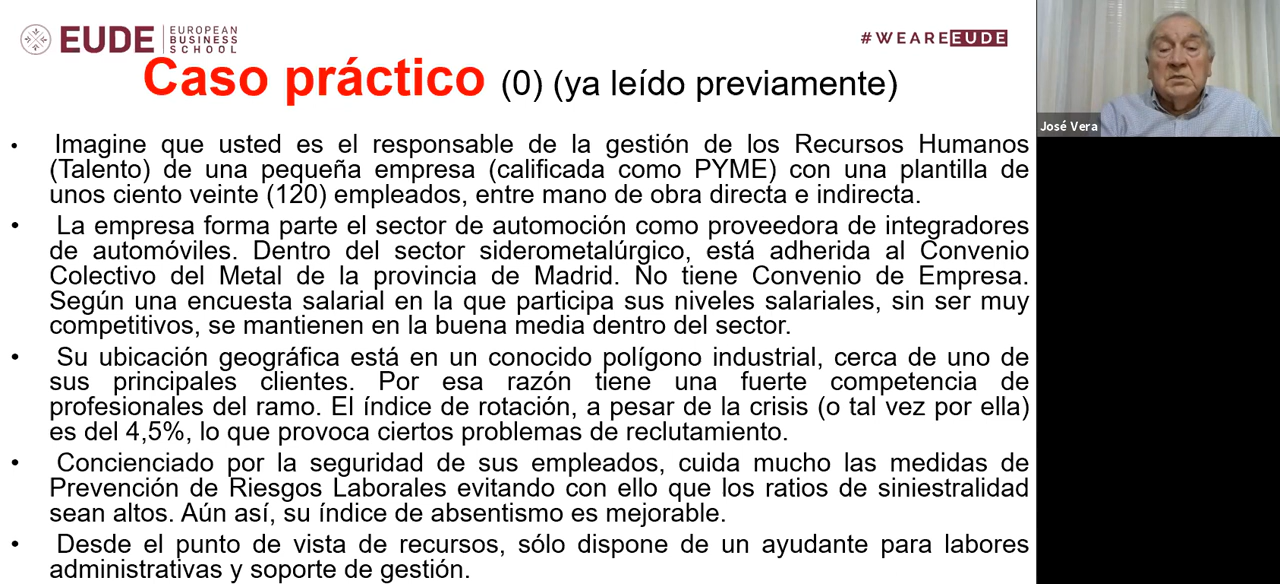 EUDE EUROPEAN
BUSINESS
SCHOOL
#WEAREEUDE
Caso práctico (0) (ya leído previamente)
José Vera
• Imagine que usted es el responsable de la gestión de los Recursos Humanos
(Talento) de una pequeña empresa (calificada como PYME) con una plantilla de
unos ciento veinte (120) empleados, entre mano de obra directa e indirecta.
• La empresa forma parte el sector de automoción como proveedora de integradores
de automóviles. Dentro del sector siderometalúrgico, está adherida al Convenio
Colectivo del Metal de la provincia de Madrid. No tiene Convenio de Empresa.
Según una encuesta salarial en la que participa sus niveles salariales, sin ser muy
competitivos, se mantienen en la buena media dentro del sector.
• Su ubicación geográfica está en un conocido polígono industrial, cerca de uno de
sus principales clientes. Por esa razón tiene una fuerte competencia de
profesionales del ramo. El índice de rotación, a pesar de la crisis (o tal vez por ella)
es del 4,5%, lo que provoca ciertos problemas de reclutamiento.
• Concienciado por la seguridad de sus empleados, cuida mucho las medidas de
Prevención de Riesgos Laborales evitando con ello que los ratios de siniestralidad
sean altos. Aún así, su índice de absentismo es mejorable.
• Desde el punto de vista de recursos, sólo dispone de un ayudante para labores
administrativas y soporte de gestión.